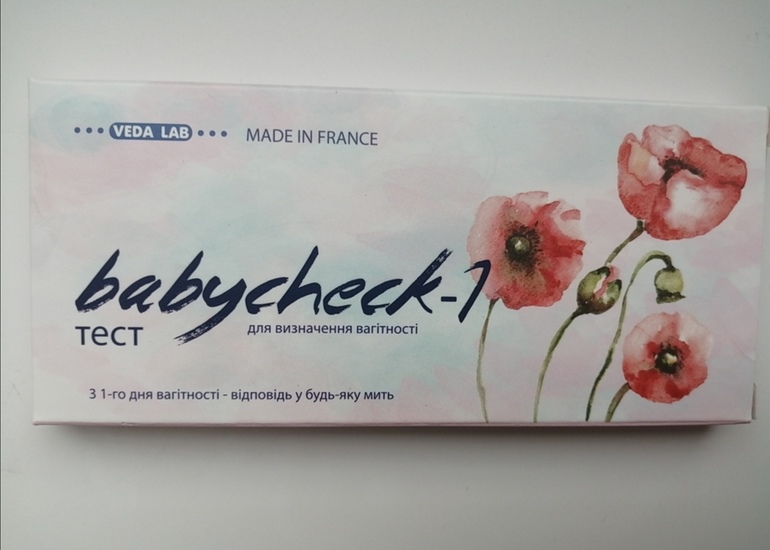 VEDA LAB MADE IN FRANCE
babycheck-1
тест для визначення вагітності
З 1-го дня вагітності - відповідь у будь-яку мить